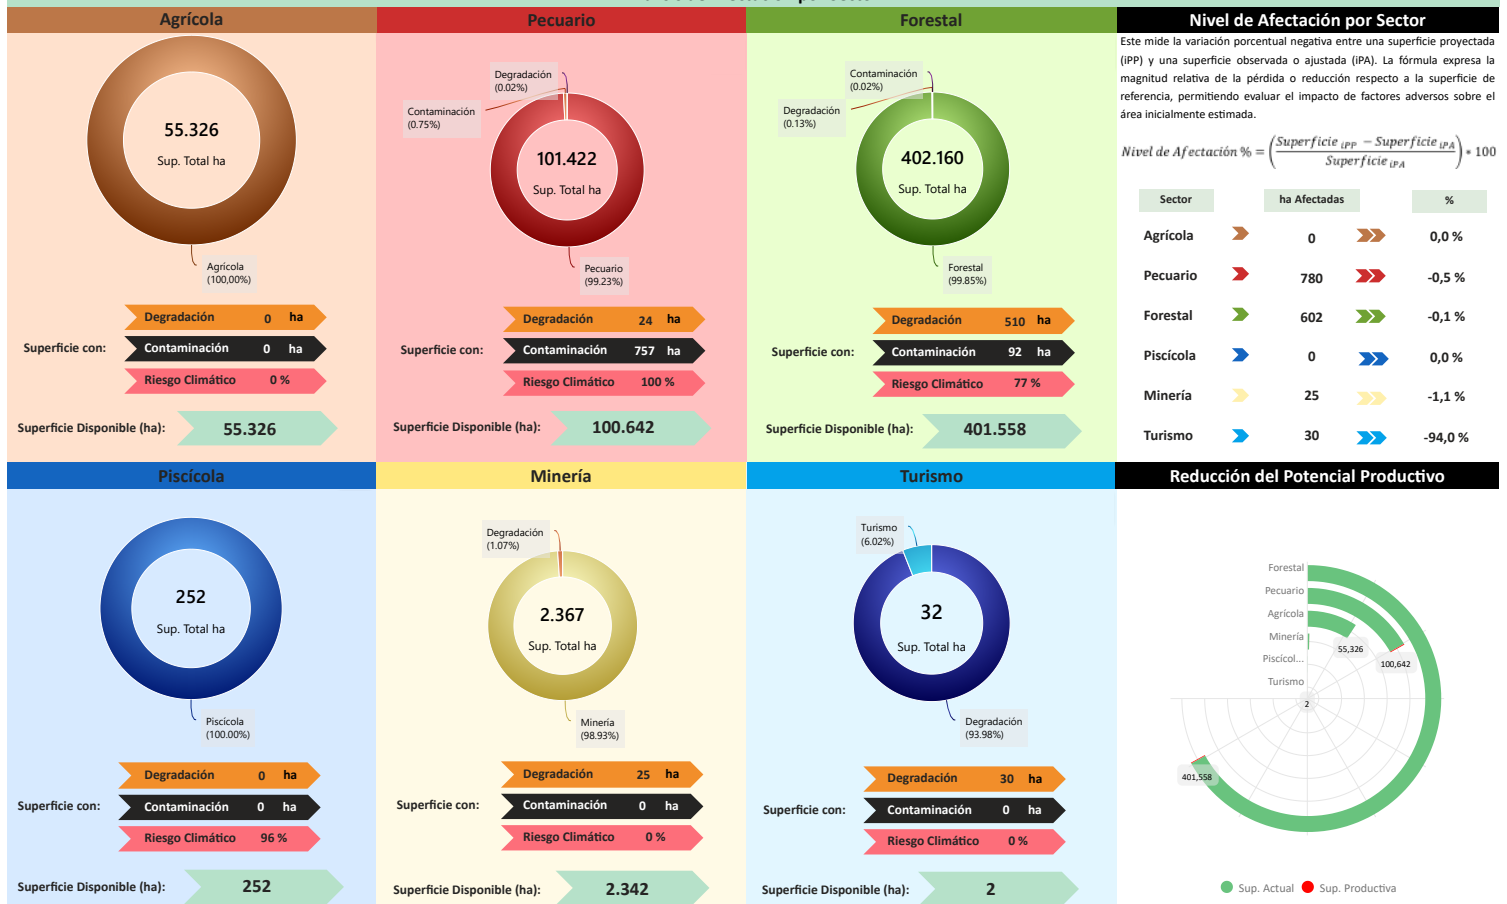 Agrícola
55.326
Sup. Total ha
Agrícola
(100,00%)
Superficie con:
Degradación 0 ha
Contaminación 0 ha
Riesgo Climático 0 %
Superficie Disponible (ha): 55.326
Pecuario
Degradación
(0.02%)
Contaminación
(0.75%)
101.422
Sup. Total ha
Pecuario
(99.23%)
Superficie con:
Degradación 24 ha
Contaminación 757 ha
Riesgo Climático 100 %
Superficie Disponible (ha): 100.642
Forestal
Contaminación
(0.02%)
Degradación
(0.13%)
402.160
Sup. Total ha
Forestal
(99.85%)
Superficie con:
Degradación 510 ha
Contaminación 92 ha
Riesgo Climático 77 %
Superficie Disponible (ha): 401.558
Nivel de Afectación por Sector
Este mide la variación porcentual negativa entre una superficie proyectada
(iPP) y una superficie observada o ajustada (iPA). La fórmula expresa la
magnitud relativa de la pérdida o reducción respecto a la superficie de
referencia, permitiendo evaluar el impacto de factores adversos sobre el
área inicialmente estimada.
Nivel de Afectación % = (Superficie iPP − Superficie iPA / Superficie iPA) * 100
Sector ha Afectadas %
Agrícola 0 0,0 %
Pecuario 780 -0,5 %
Forestal 602 -0,1 %
Piscícola 0 0,0 %
Minería 25 -1,1 %
Turismo 30 -94,0 %
Piscícola
252
Sup. Total ha
Piscícola
(100.00%)
Superficie con:
Degradación 0 ha
Contaminación 0 ha
Riesgo Climático 96 %
Superficie Disponible (ha): 252
Minería
Degradación
(1.07%)
2.367
Sup. Total ha
Minería
(98.93%)
Superficie con:
Degradación 25 ha
Contaminación 0 ha
Riesgo Climático 0 %
Superficie Disponible (ha): 2.342
Turismo
Turismo
(6.02%)
32
Sup. Total ha
Degradación
(93.98%)
Superficie con:
Degradación 30 ha
Contaminación 0 ha
Riesgo Climático 0 %
Superficie Disponible (ha): 2
Reducción del Potencial Productivo
Forestal
Pecuario
Agrícola
Minería
Piscícol...
Turismo
55,326
100,642
2
401,558
Sup. Actual Sup. Productiva